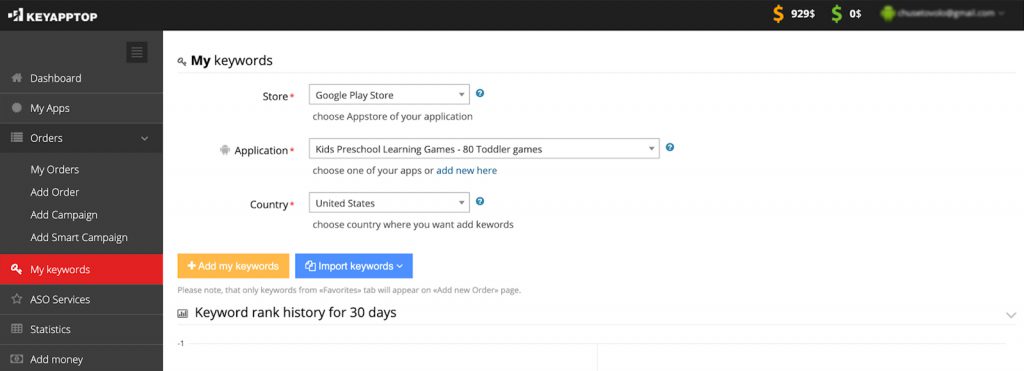 KEYAPPTOP
$ 929$ $ 0$ chusetovolo@gmail.com
Dashboard
My Apps
Orders
My Orders
Add Order
Add Campaign
Add Smart Campaign
My keywords
ASO Services
Statistics
Add money
My keywords
Store* Google Play Store ?
choose Appstore of your application
Application* Kids Preschool Learning Games - 80 Toddler games ?
choose one of your apps or add new here
Country* United States ?
choose country where you want add kewords
+ Add my keywords Import keywords
Please note, that only keywords from «Favorites» tab will appear on «Add new Order» page.
Keyword rank history for 30 days
-1